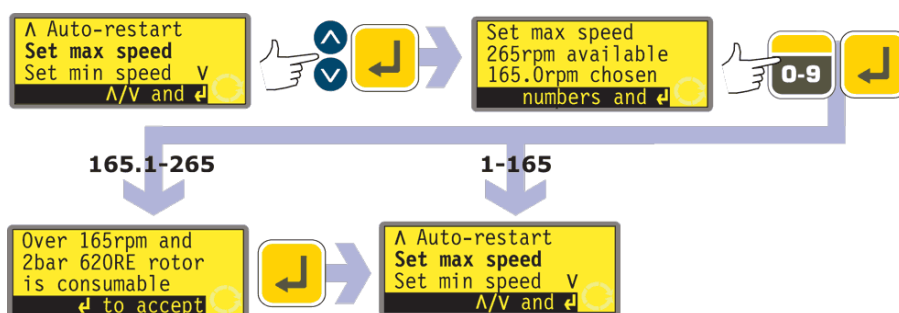 Λ Auto-restart
Set max speed
Set min speed V
Λ/V and ↲
Set max speed
265rpm available
165.0rpm chosen
numbers and ↲
0-9
165.1-265
1-165
Over 165rpm and
2bar 620RE rotor
is consumable
↲ to accept
Λ Auto-restart
Set max speed
Set min speed V
Λ/V and ↲